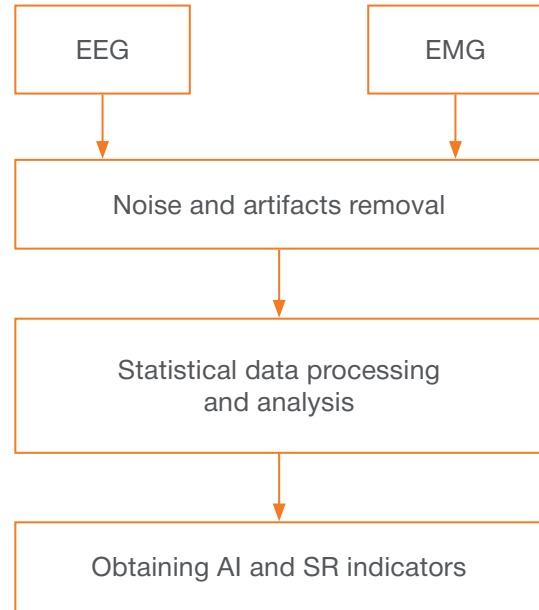 EEG
EMG
Noise and artifacts removal
Statistical data processing
and analysis
Obtaining AI and SR indicators